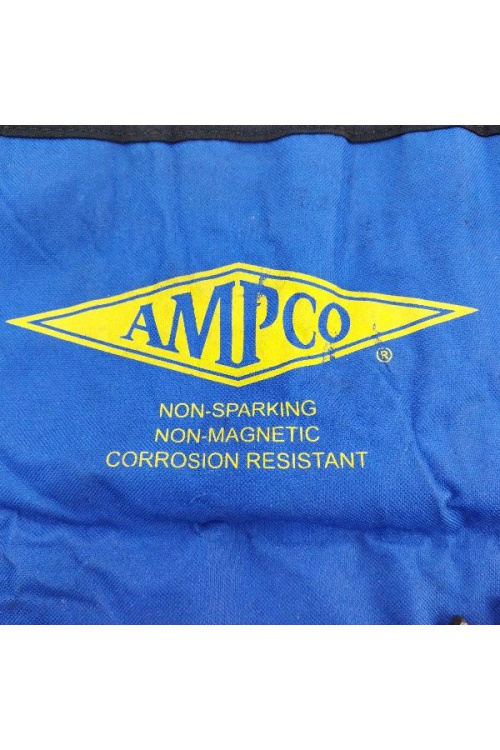 AMPCO
®
NON-SPARKING
NON-MAGNETIC
CORROSION RESISTANT